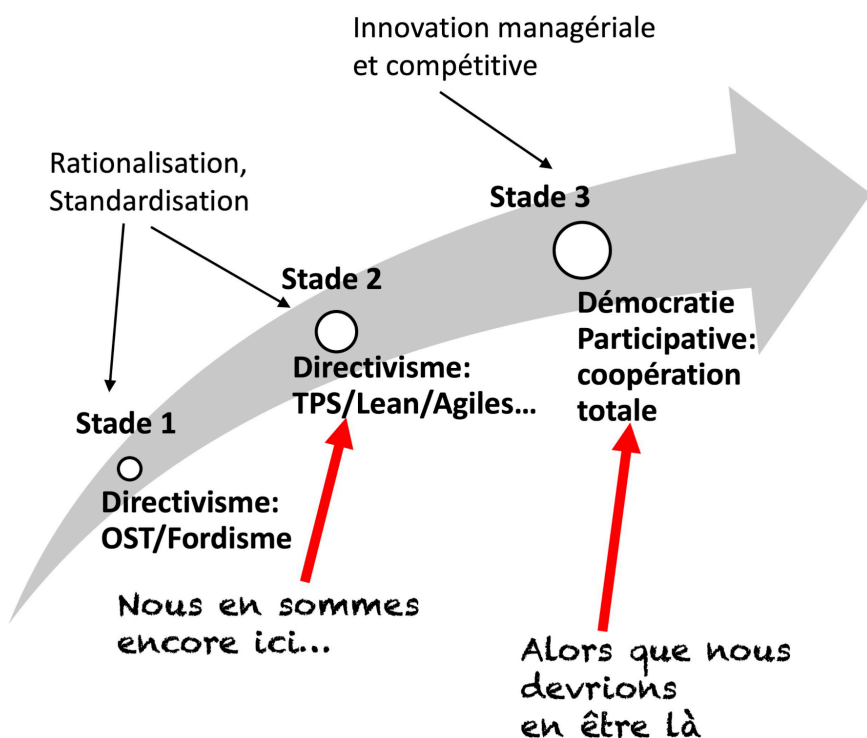 Innovation managériale
et compétitive
Rationalisation,
Standardisation
Stade 3
Stade 2
Démocratie
Participative:
coopération
totale
Directivisme:
TPS/Lean/Agiles...
Stade 1
Directivisme:
OST/Fordisme
Nous en sommes
encore ici...
Alors que nous
devrions
en être là